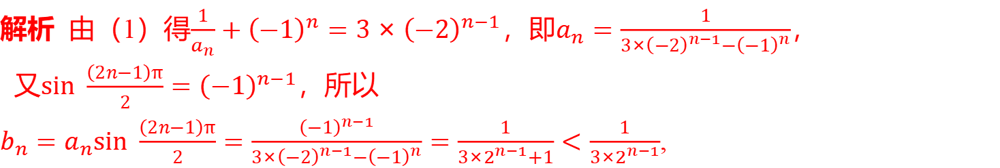 解析 由（1）得$\frac{1}{a_n}+(-1)^n=3\times(-2)^{n-1}$，即$a_n=\frac{1}{3\times(-2)^{n-1}-(-1)^n}$,
又$\sin\frac{(2n-1)\pi}{2}=(-1)^{n-1}$，所以
$b_n=a_n\sin\frac{(2n-1)\pi}{2}=\frac{(-1)^{n-1}}{3\times(-2)^{n-1}-(-1)^n}=\frac{1}{3\times2^{n-1}+1}<\frac{1}{3\times2^{n-1}}$,